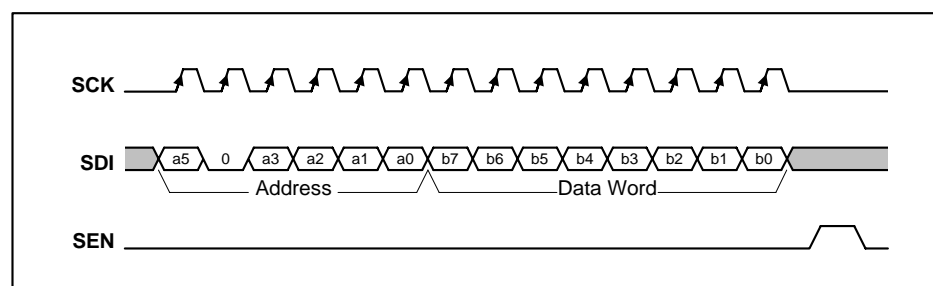 SCK
SDI a5 0 a3 a2 a1 a0 b7 b6 b5 b4 b3 b2 b1 b0
Address Data Word
SEN